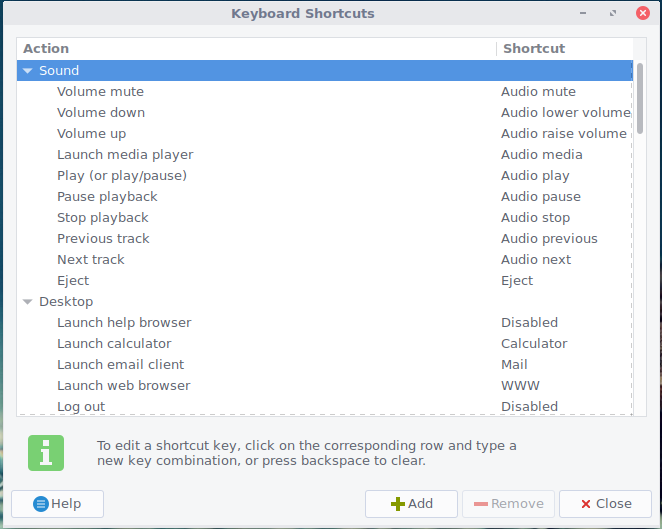 Keyboard Shortcuts
Action Shortcut
Sound
Volume mute Audio mute
Volume down Audio lower volume
Volume up Audio raise volume
Launch media player Audio media
Play (or play/pause) Audio play
Pause playback Audio pause
Stop playback Audio stop
Previous track Audio previous
Next track Audio next
Eject Eject
Desktop
Launch help browser Disabled
Launch calculator Calculator
Launch email client Mail
Launch web browser WWW
Log out Disabled
To edit a shortcut key, click on the corresponding row and type a
new key combination, or press backspace to clear.
Help Add Remove Close